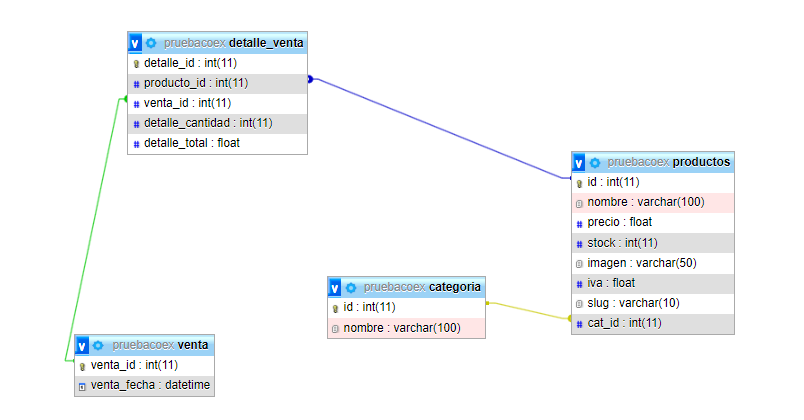 pruebacoex detalle_venta
detalle_id : int(11)
producto_id : int(11)
venta_id : int(11)
detalle_cantidad : int(11)
detalle_total : float
pruebacoex productos
id : int(11)
nombre : varchar(100)
precio : float
stock : int(11)
imagen : varchar(50)
iva : float
slug : varchar(10)
cat_id : int(11)
pruebacoex categoria
id : int(11)
nombre : varchar(100)
pruebacoex venta
venta_id : int(11)
venta_fecha : datetime